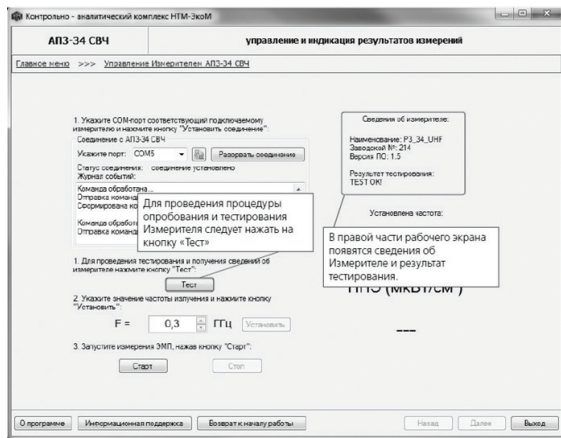 Контрольно - аналитический комплекс НТМ-ЭкоМ
АПЗ-34 СВЧ
управление и индикация результатов измерений
Главное меню >>> Управление Измерителем АПЗ-34 СВЧ
1. Укажите COM-порт соответствующий подключаемому
измерителю и нажмите кнопку "Установить соединение":
Соединение с АПЗ-34 СВЧ
Укажите порт: COM5 Разорвать соединение
Статус соединения: соединение установлено
Журнал событий:
Команда обработана...
Отправка команд
Сформирована ко
Команда обработ
Отправка команд
Для проведения процедуры
опробования и тестирования
Измерителя следует нажать на
кнопку «Тест»
1. Для проведения тестирования и получения сведений об
измерителе нажмите кнопку "Тест":
Тест
2. Укажите значение частоты излучения и нажмите кнопку
"Установить":
F = 0,3 ГГц Установить
3. Запустите измерения ЭМП, нажав кнопку "Старт":
Старт Стоп
Сведения об измерителе:
Наименование: P3_34_UHF
Заводской №: 214
Версия ПО: 1.5
Результат тестирования:
TEST OK!
Установлена частота:
В правой части рабочего экрана
появятся сведения об
Измерителе и результат
тестирования.
ППЭ (мкВт/см²)
---
О программе Информационная поддержка Возврат к началу работы Назад Далее Выход